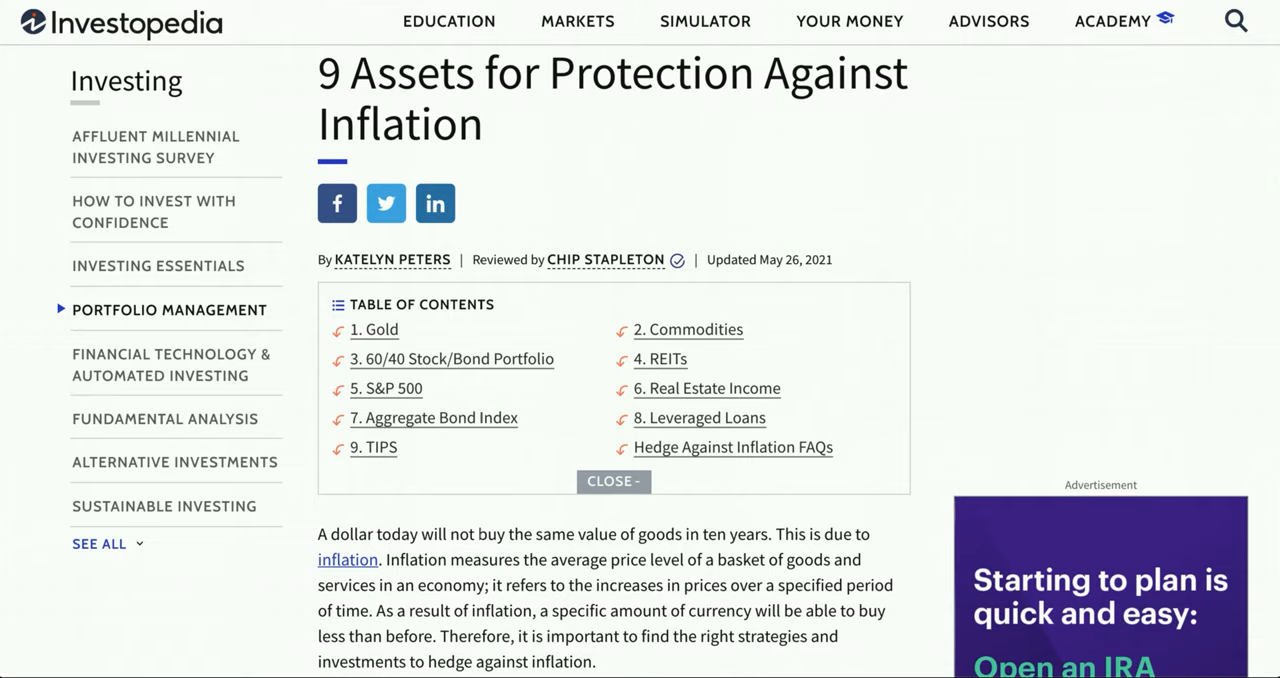 Investopedia
EDUCATION MARKETS SIMULATOR YOUR MONEY ADVISORS ACADEMY
Investing
AFFLUENT MILLENNIAL
INVESTING SURVEY
HOW TO INVEST WITH
CONFIDENCE
INVESTING ESSENTIALS
PORTFOLIO MANAGEMENT
FINANCIAL TECHNOLOGY &
AUTOMATED INVESTING
FUNDAMENTAL ANALYSIS
ALTERNATIVE INVESTMENTS
SUSTAINABLE INVESTING
SEE ALL
9 Assets for Protection Against
Inflation
f in
By KATELYN PETERS | Reviewed by CHIP STAPLETON | Updated May 26, 2021
TABLE OF CONTENTS
1. Gold 2. Commodities
3. 60/40 Stock/Bond Portfolio 4. REITs
5. S&P 500 6. Real Estate Income
7. Aggregate Bond Index 8. Leveraged Loans
9. TIPS Hedge Against Inflation FAQs
CLOSE -
A dollar today will not buy the same value of goods in ten years. This is due to
inflation. Inflation measures the average price level of a basket of goods and
services in an economy; it refers to the increases in prices over a specified period
of time. As a result of inflation, a specific amount of currency will be able to buy
less than before. Therefore, it is important to find the right strategies and
investments to hedge against inflation.
Advertisement
Starting to plan is
quick and easy:
Open an IRA